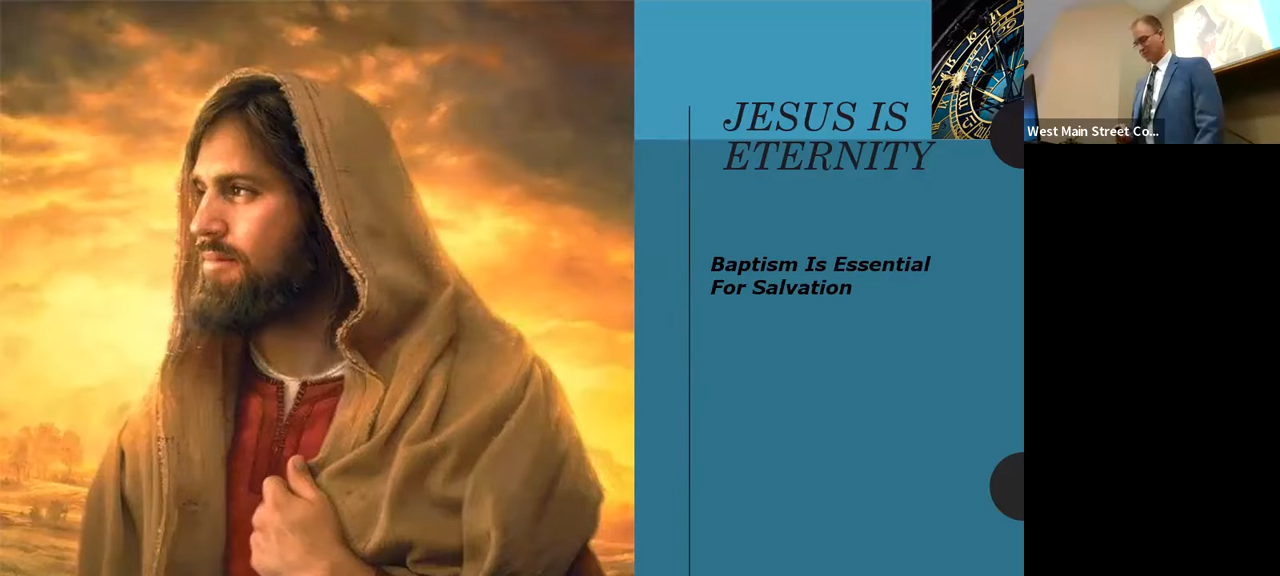 JESUS IS
ETERNITY
Baptism Is Essential
For Salvation
West Main Street Co...